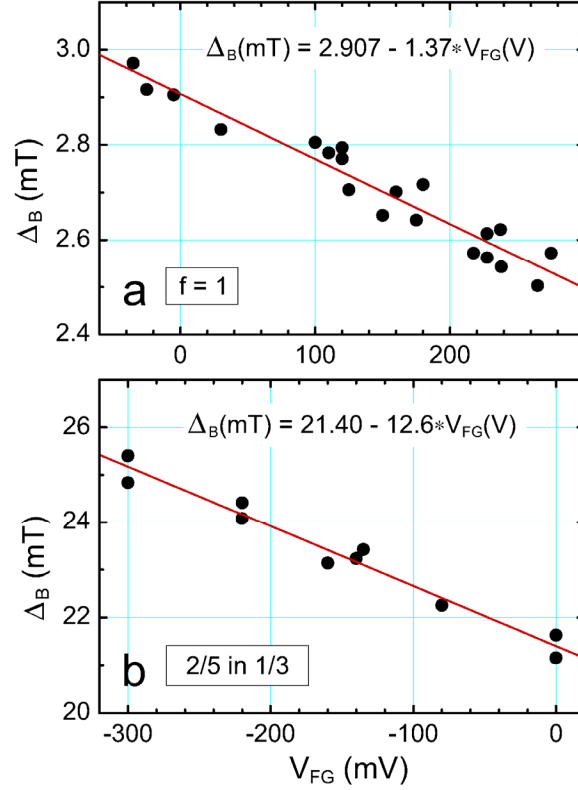 Δ_B(mT) = 2.907 - 1.37*V_FG(V)
3.0
2.8
2.6
2.4
Δ_B (mT)
a
f = 1
0 100 200
Δ_B(mT) = 21.40 - 12.6*V_FG(V)
26
24
22
20
Δ_B (mT)
b
2/5 in 1/3
-300 -200 -100 0
V_FG (mV)